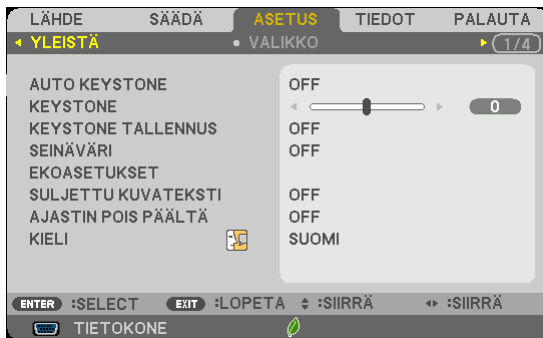 LÄHDE SÄÄDÄ ASETUS TIEDOT PALAUTA
YLEISTÄ • VALIKKO 1/4
AUTO KEYSTONE OFF
KEYSTONE 0
KEYSTONE TALLENNUS OFF
SEINÄVÄRI OFF
EKOASETUKSET
SULJETTU KUVATEKSTI OFF
AJASTIN POIS PÄÄLTÄ OFF
KIELI SUOMI
ENTER :SELECT EXIT :LOPETA :SIIRRÄ :SIIRRÄ
TIETOKONE